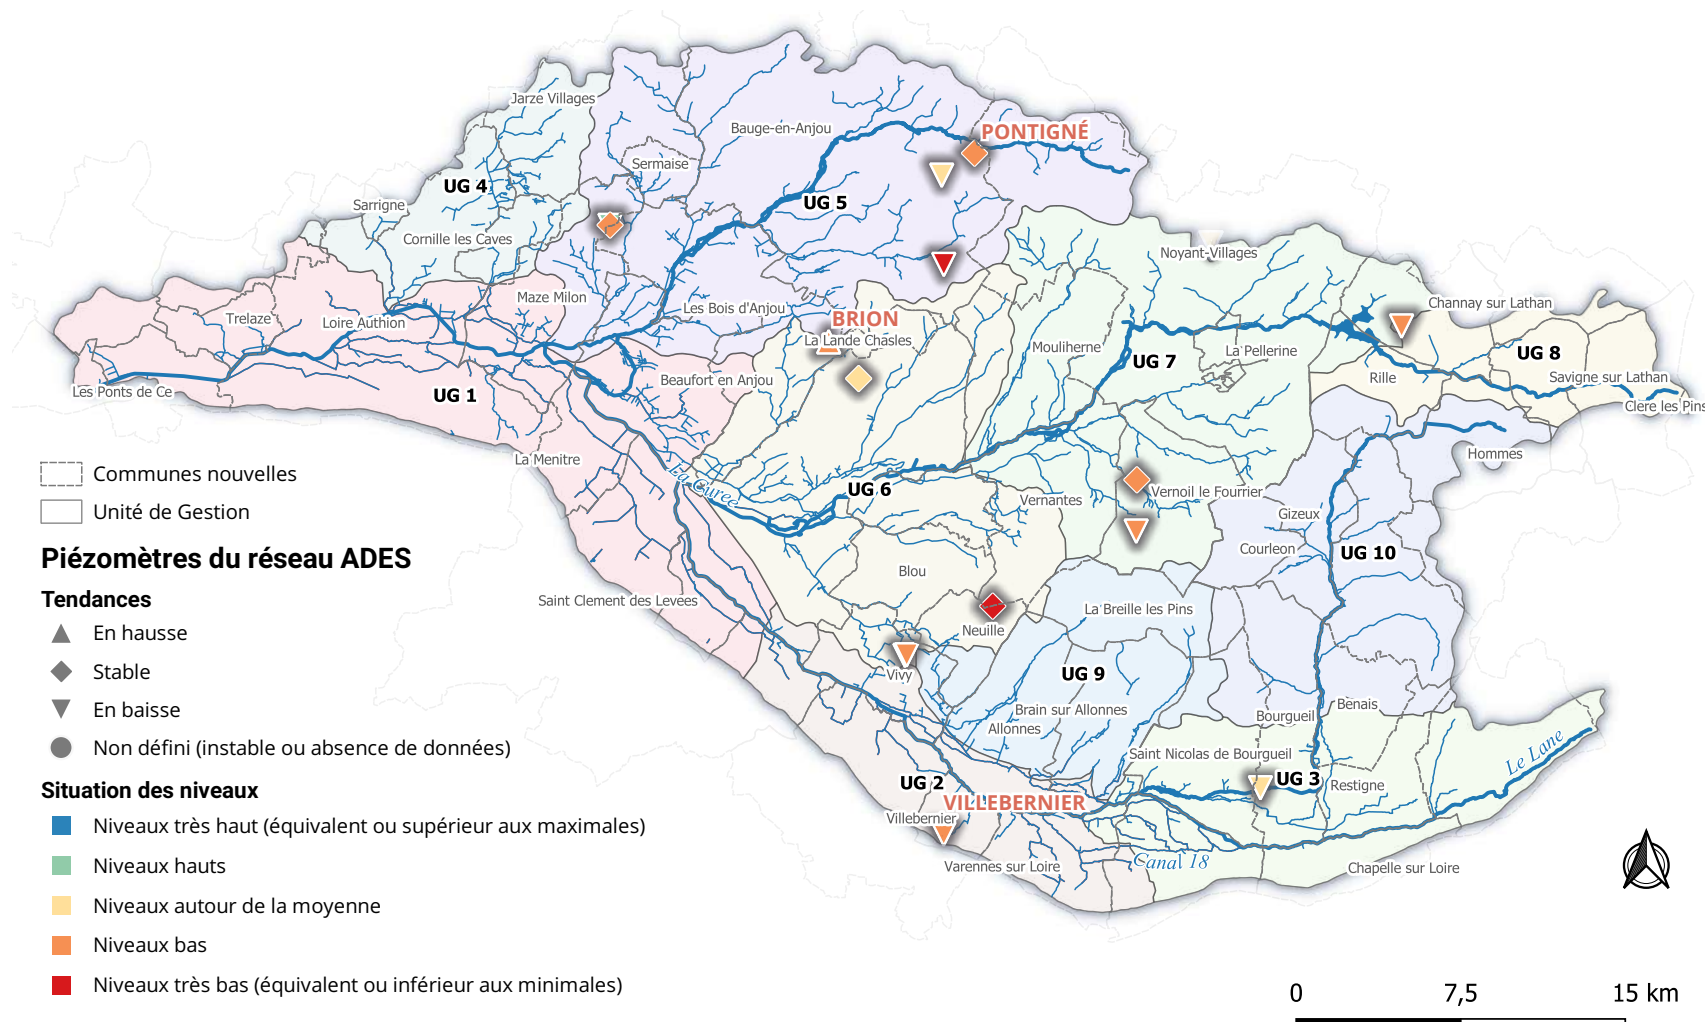 Jarze Villages
PONTIGNÉ
Bauge-en-Anjou
Sermaise
UG 4
UG 5
Sarrigne
Cornille les Caves
Noyant-Villages
Maze Milon
Les Bois d'Anjou
Channay sur Lathan
Trelaze
Loire Authion
BRION
La Lande Chasles
Mouliherne
La Pellerine
UG 7
UG 8
Les Ponts de Ce
UG 1
Beaufort en Anjou
Rille
Savigne sur Lathan
Clere les Pins
La Menitre
La Curee
Hommes
UG 6
Vernantes
Vernoil le Fourrier
Gizeux
Courleon
UG 10
Blou
Saint Clement des Levees
La Breille les Pins
Neuille
Vivy
UG 9
Brain sur Allonnes
Allonnes
Bourgueil
Benais
Saint Nicolas de Bourgueil
Le Lane
UG 2
UG 3
Restigne
VILLEBERNIER
Villebernier
Varennes sur Loire
Canal 18
Chapelle sur Loire
Communes nouvelles
Unité de Gestion
Piézomètres du réseau ADES
Tendances
En hausse
Stable
En baisse
Non défini (instable ou absence de données)
Situation des niveaux
Niveaux très haut (équivalent ou supérieur aux maximales)
Niveaux hauts
Niveaux autour de la moyenne
Niveaux bas
Niveaux très bas (équivalent ou inférieur aux minimales)
0 7,5 15 km